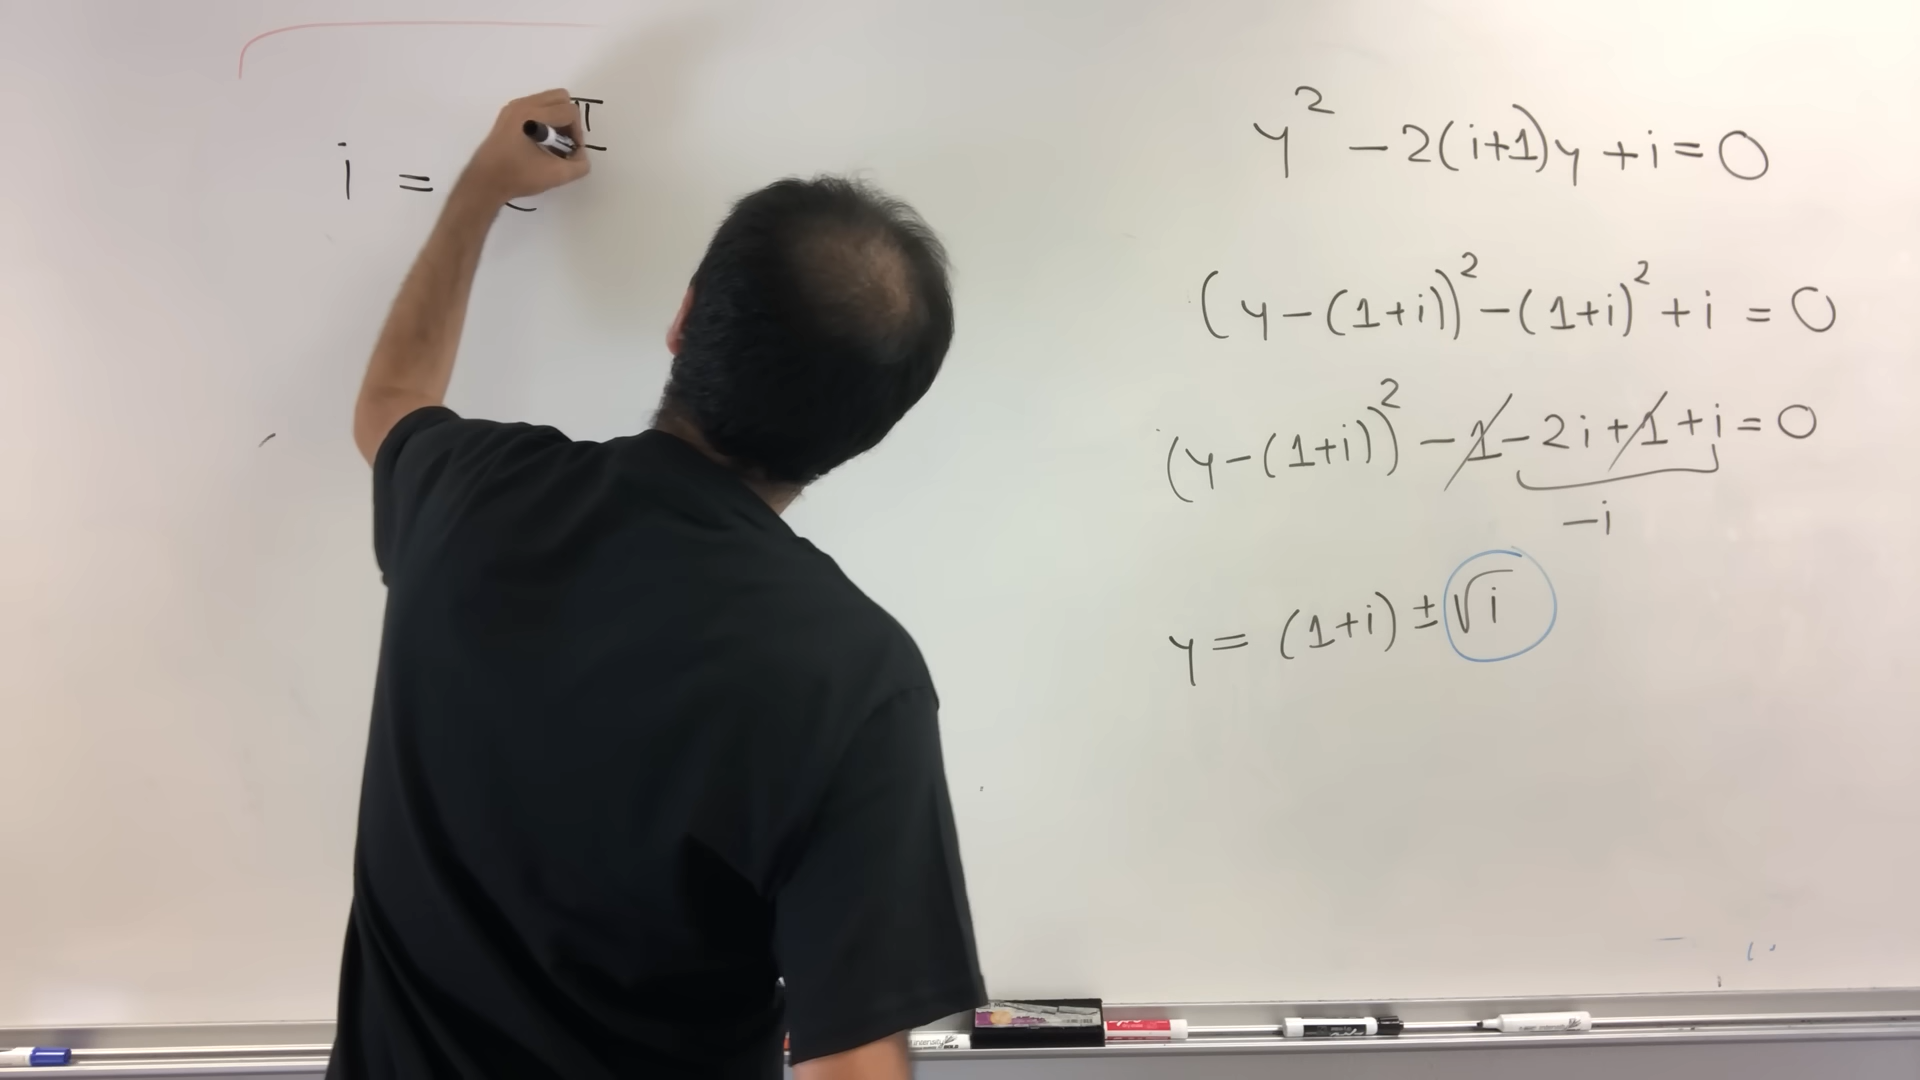 i = e^π
y² - 2(i+1)y + i = 0
(y - (1+i))² - (1+i)² + i = 0
(y - (1+i))² - 1 - 2i + 1 + i = 0
-i
y = (1+i) ± √i